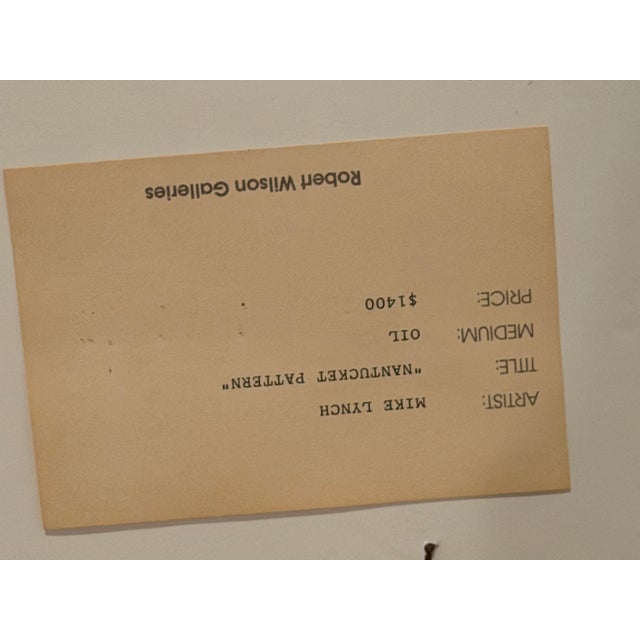 ARTIST: MIKE LYNCH
TITLE: "NANTUCKET PATTERN"
MEDIUM: OIL
PRICE: $1400
Robert Wilson Galleries